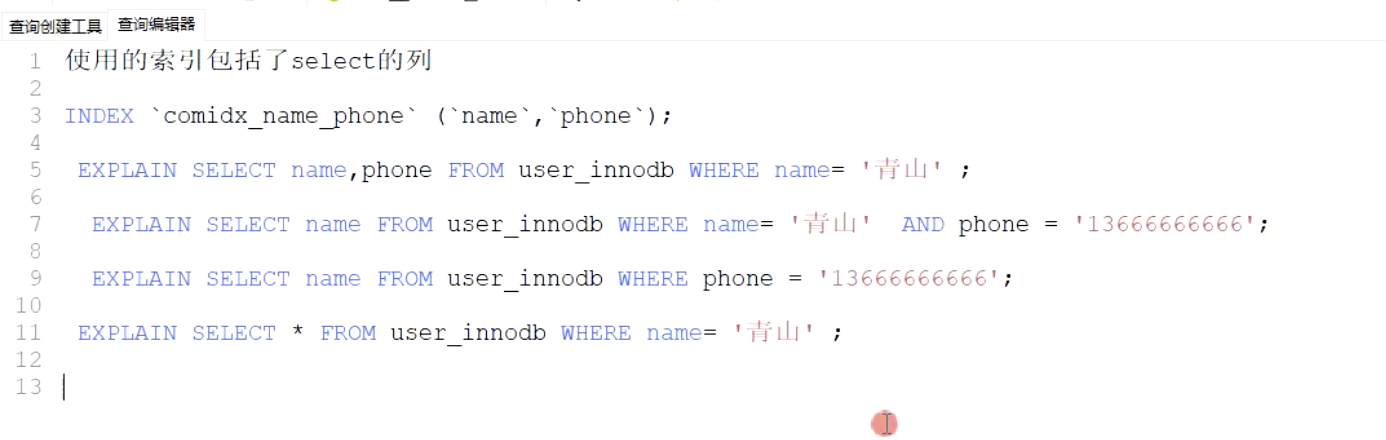 查询创建工具 查询编辑器
1 使用的索引包括了select的列
2
3 INDEX `comidx_name_phone` (`name`,`phone`);
4
5 EXPLAIN SELECT name,phone FROM user_innodb WHERE name= '青山' ;
6
7 EXPLAIN SELECT name FROM user_innodb WHERE name= '青山' AND phone = '13666666666';
8
9 EXPLAIN SELECT name FROM user_innodb WHERE phone = '13666666666';
10
11 EXPLAIN SELECT * FROM user_innodb WHERE name= '青山' ;
12
13